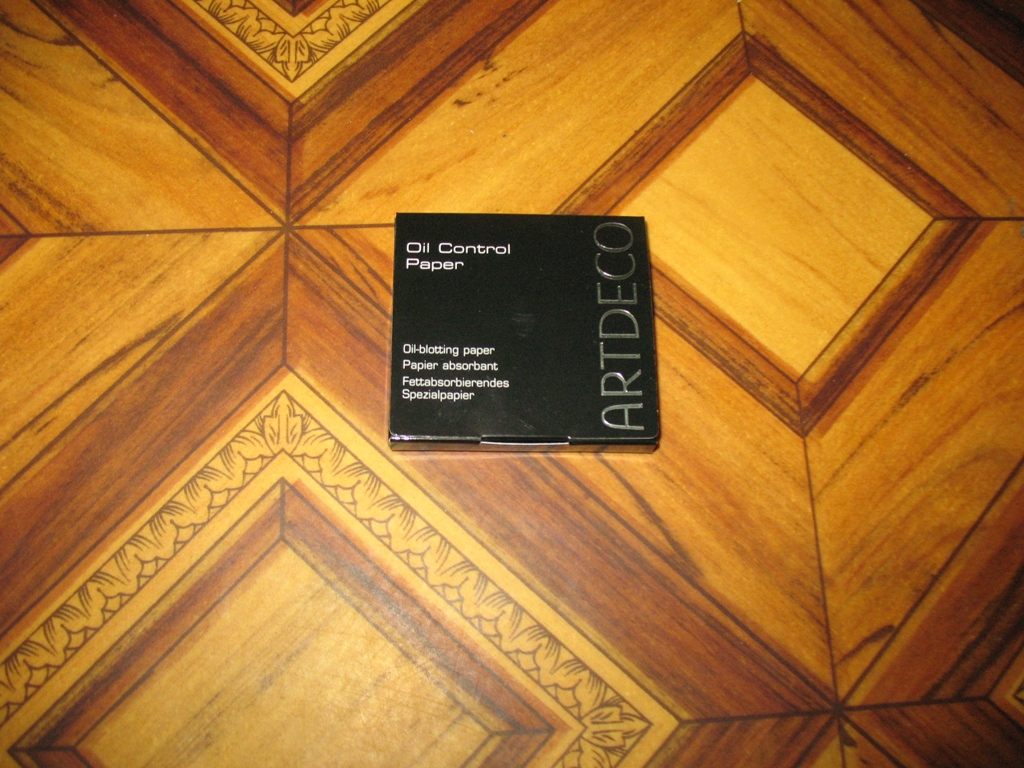 Oil Control
Paper
Oil-blotting paper
Papier absorbant
Fettabsorbierendes
Spezialpapier
ARTDECO